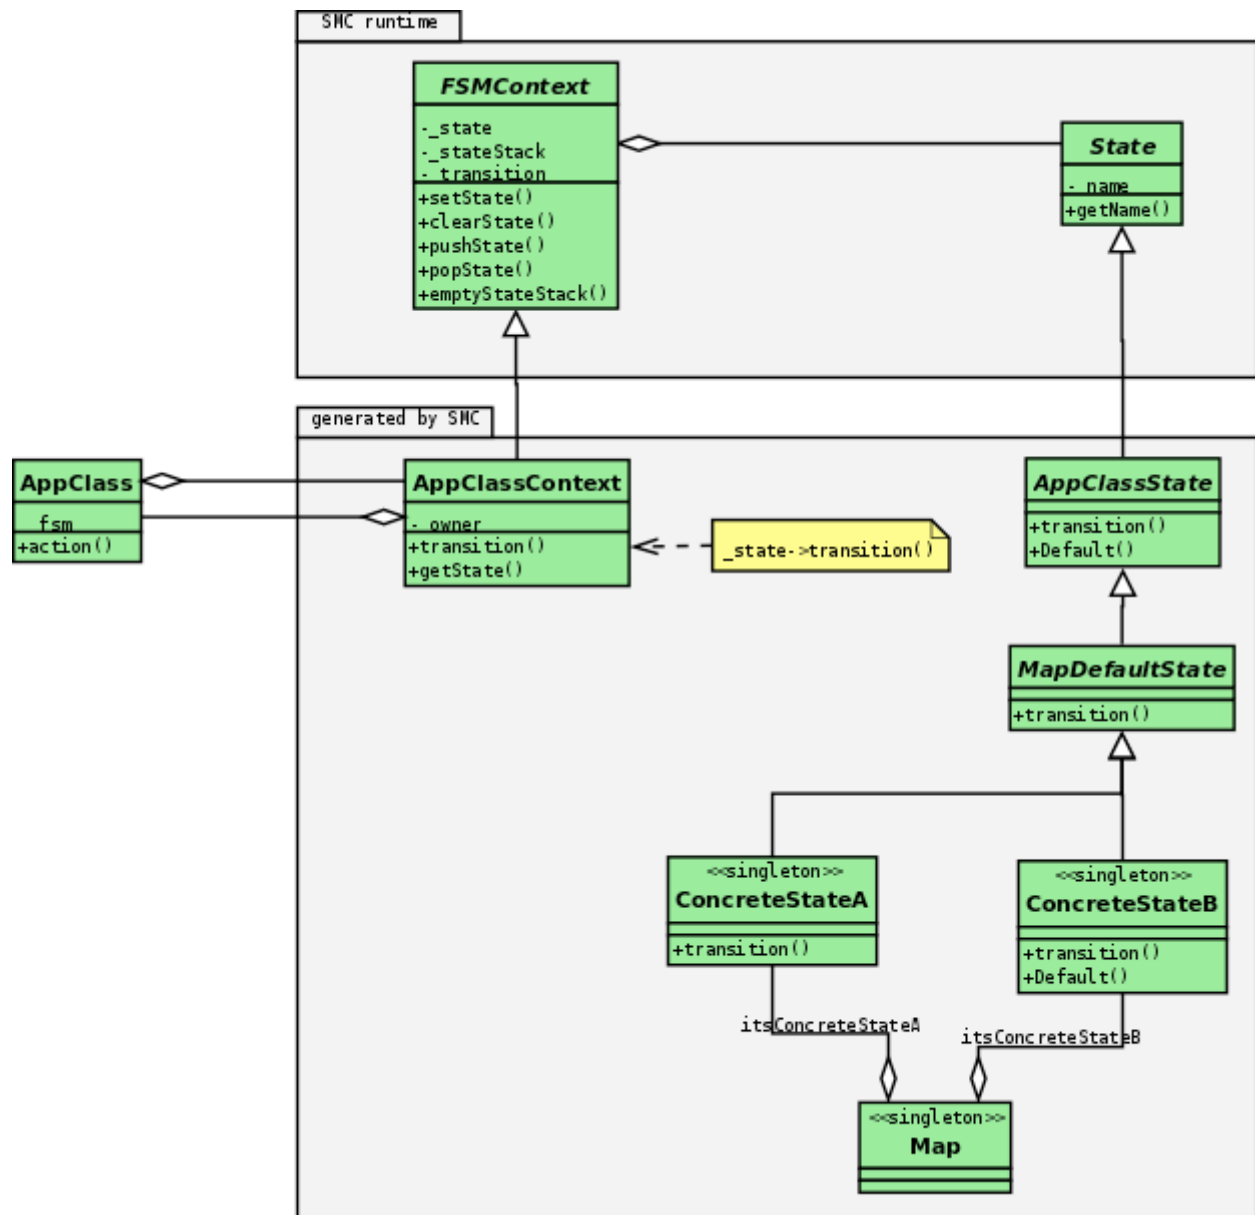 SMC runtime
FSMContext
-_state
-_stateStack
-_transition
+setState()
+clearState()
+pushState()
+popState()
+emptyStateStack()
State
-_name
+getName()
generated by SMC
AppClass
_fsm
+action()
AppClassContext
-_owner
+transition()
+getState()
_state->transition()
AppClassState
+transition()
+Default()
MapDefaultState
+transition()
<<singleton>>
ConcreteStateA
+transition()
<<singleton>>
ConcreteStateB
+transition()
+Default()
itsConcreteStateA
itsConcreteStateB
<<singleton>>
Map